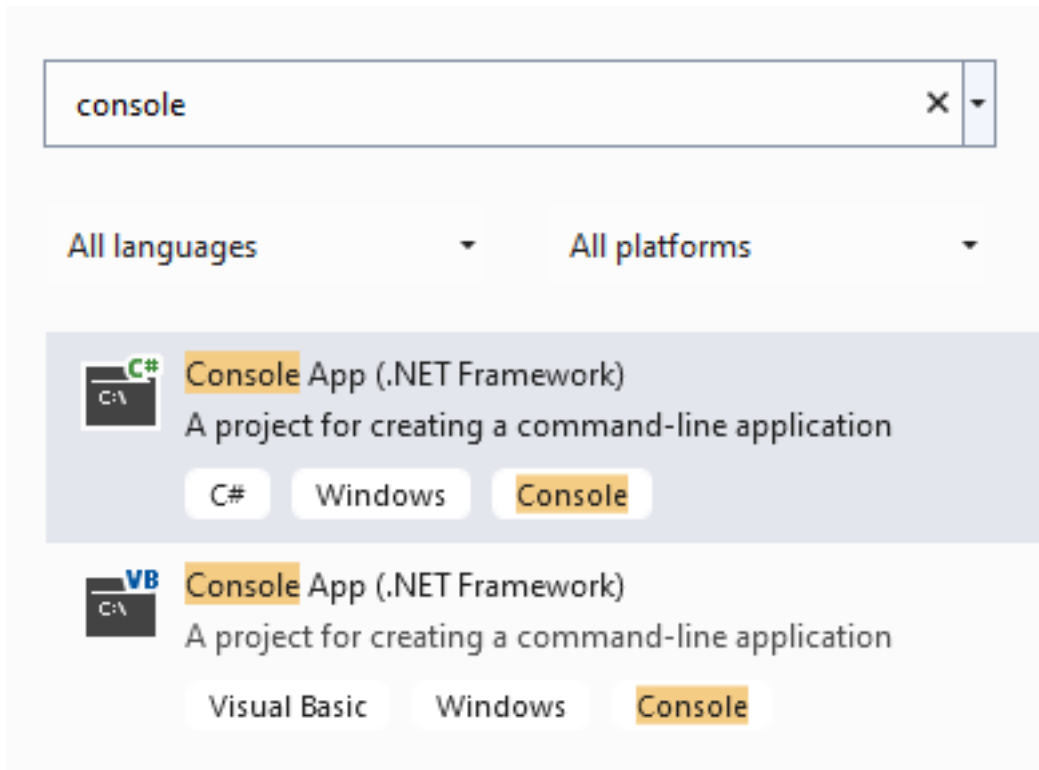 console
All languages All platforms
C#
C:\
Console App (.NET Framework)
A project for creating a command-line application
C# Windows Console
VB
C:\
Console App (.NET Framework)
A project for creating a command-line application
Visual Basic Windows Console